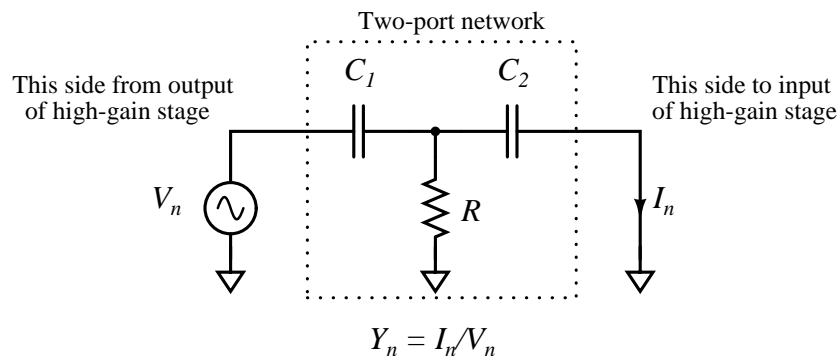 Two-port network
This side from output
of high-gain stage
C1
C2
This side to input
of high-gain stage
Vn
R
In
Yn = In/Vn